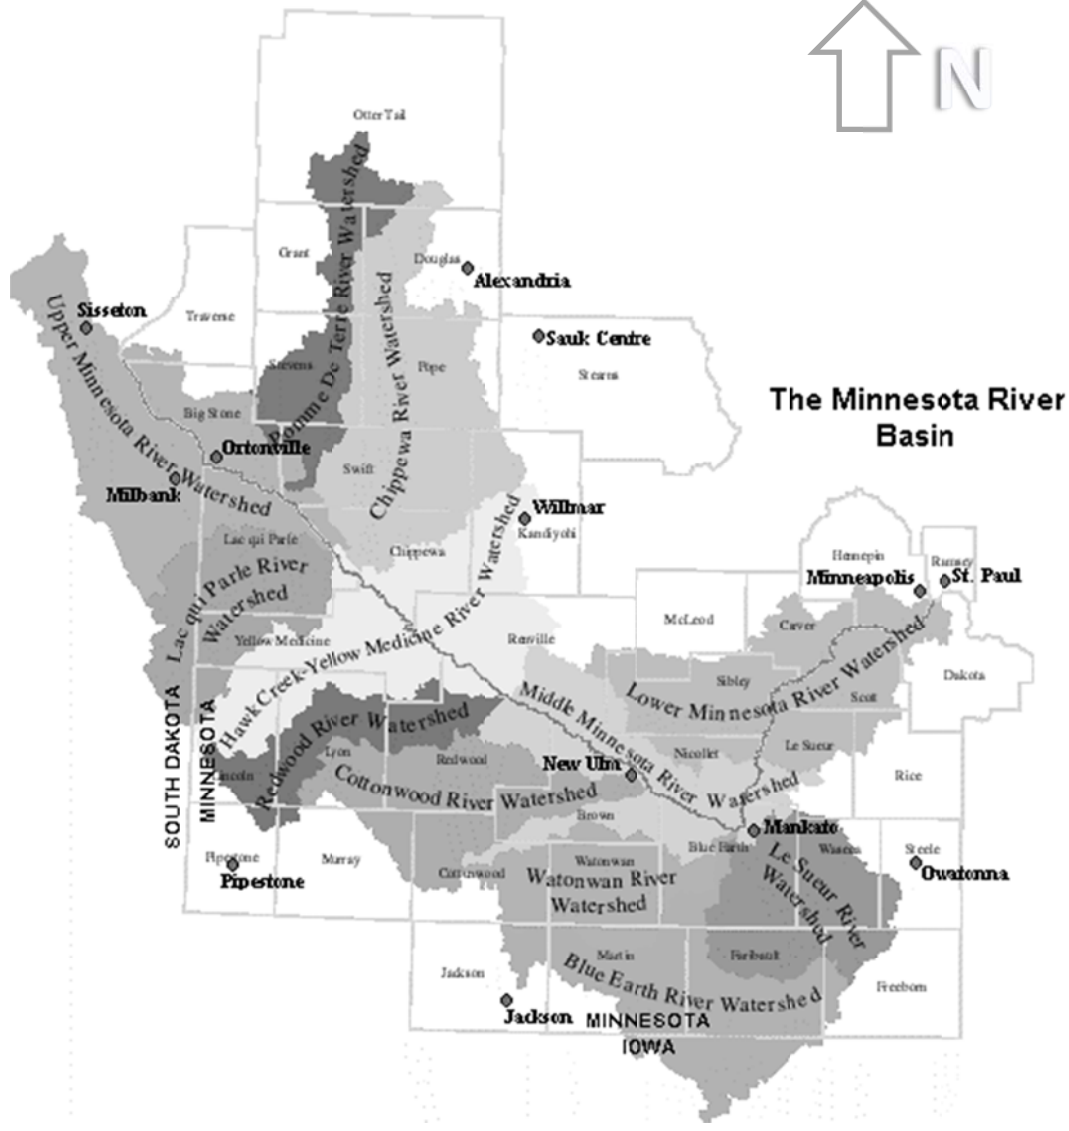 N
Otter Tail
Pomme De Terre River Watershed
Grant
Douglas
Alexandria
Sisseton
Traverse
Chippewa River Watershed
Sauk Centre
Stearns
Stevens
Pope
The Minnesota River
Basin
Upper Minnesota River Watershed
Big Stone
Ortonville
Milbank
Swift
Willmar
Kandiyohi
Lac qui Parle
Chippewa
Hennepin
Ramsey
Minneapolis
St. Paul
Lac qui Parle River
Watershed
Yellow Medicine
Hawk Creek-Yellow Medicine River Watershed
Renville
McLeod
Carver
Dakota
Sibley
Scott
Lower Minnesota River Watershed
Middle Minnesota River Watershed
SOUTH DAKOTA
MINNESOTA
Redwood River Watershed
Lyon
Redwood
Lincoln
Nicollet
Le Sueur
Rice
New Ulm
Cottonwood River Watershed
Brown
Mankato
Blue Earth
Waseca
Steele
Owatonna
Le Sueur River
Watershed
Pipestone
Pipestone
Murray
Cottonwood
Watonwan
Watonwan River
Watershed
Jackson
Martin
Faribault
Freeborn
Blue Earth River Watershed
Jackson
MINNESOTA
IOWA